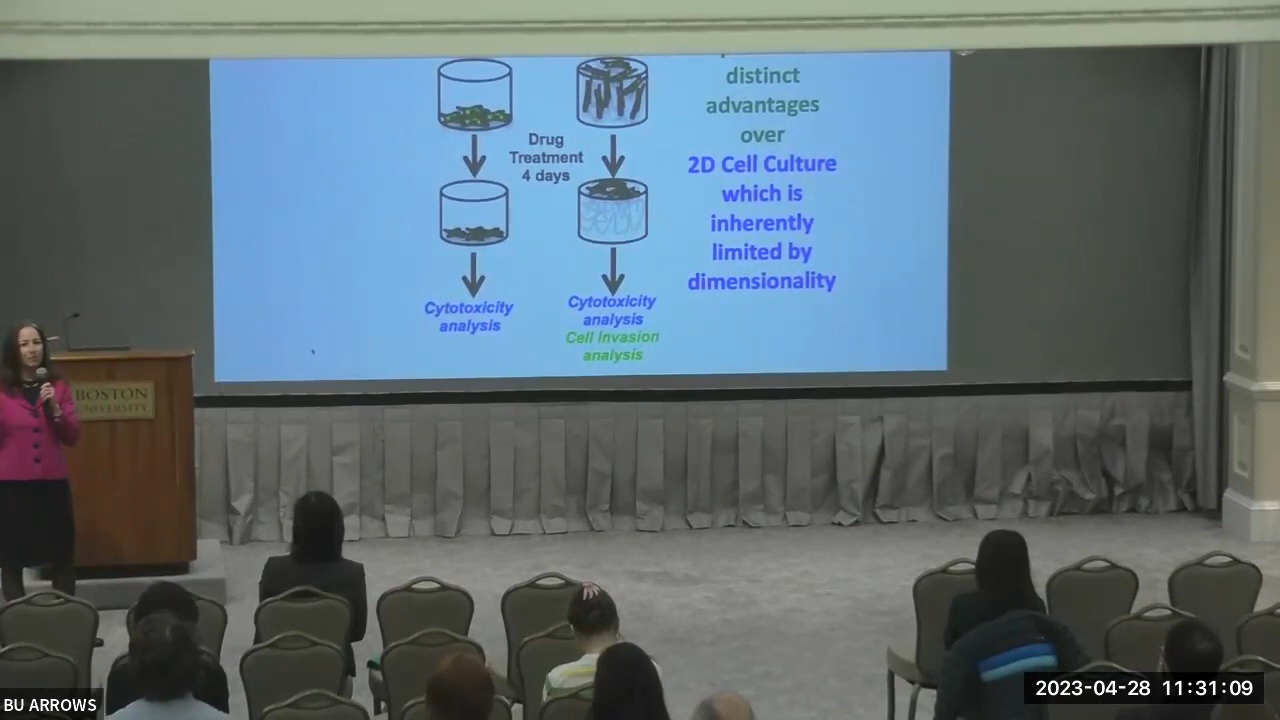 distinct
advantages
over
2D Cell Culture
which is
inherently
limited by
dimensionality
Drug
Treatment
4 days
Cytotoxicity
analysis
Cytotoxicity
analysis
Cell Invasion
analysis
BOSTON
UNIVERSITY
BU ARROWS
2023-04-28 11:31:09